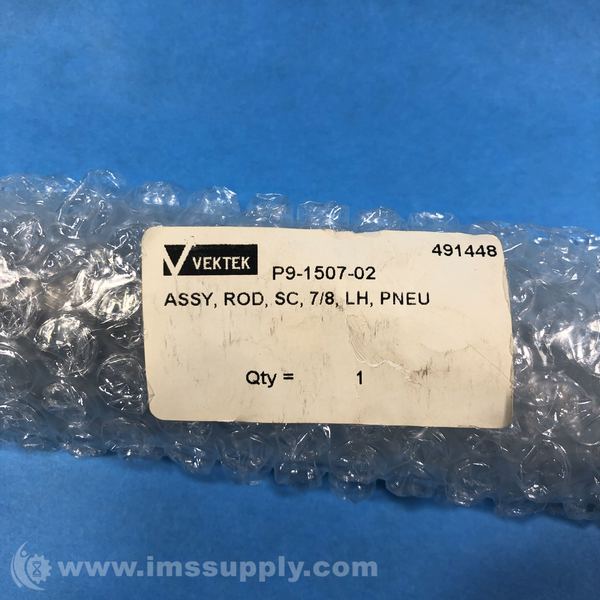 VEKTEK P9-1507-02 491448
ASSY, ROD, SC, 7/8, LH, PNEU
Qty = 1
www.imssupply.com